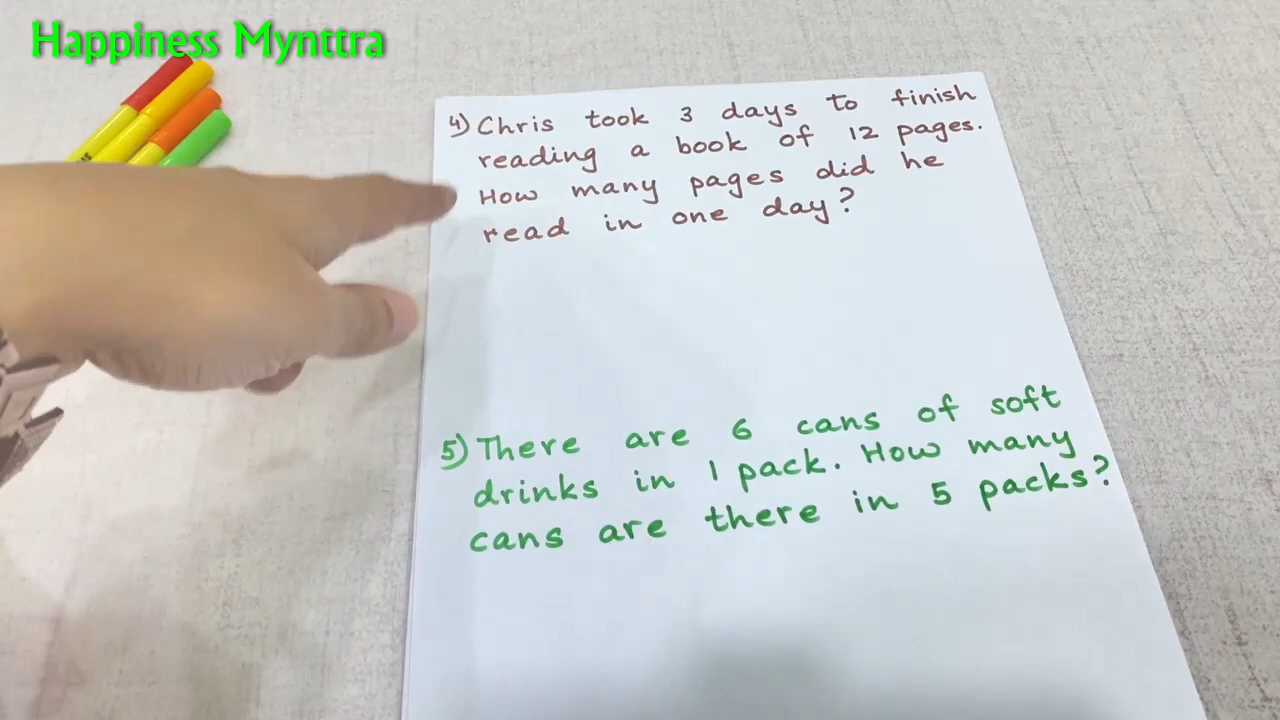 Happiness Mynttra
4) Chris took 3 days to finish
reading a book of 12 pages.
How many pages did he
read in one day?
5) There are 6 cans of soft
drinks in 1 pack. How many
cans are there in 5 packs?